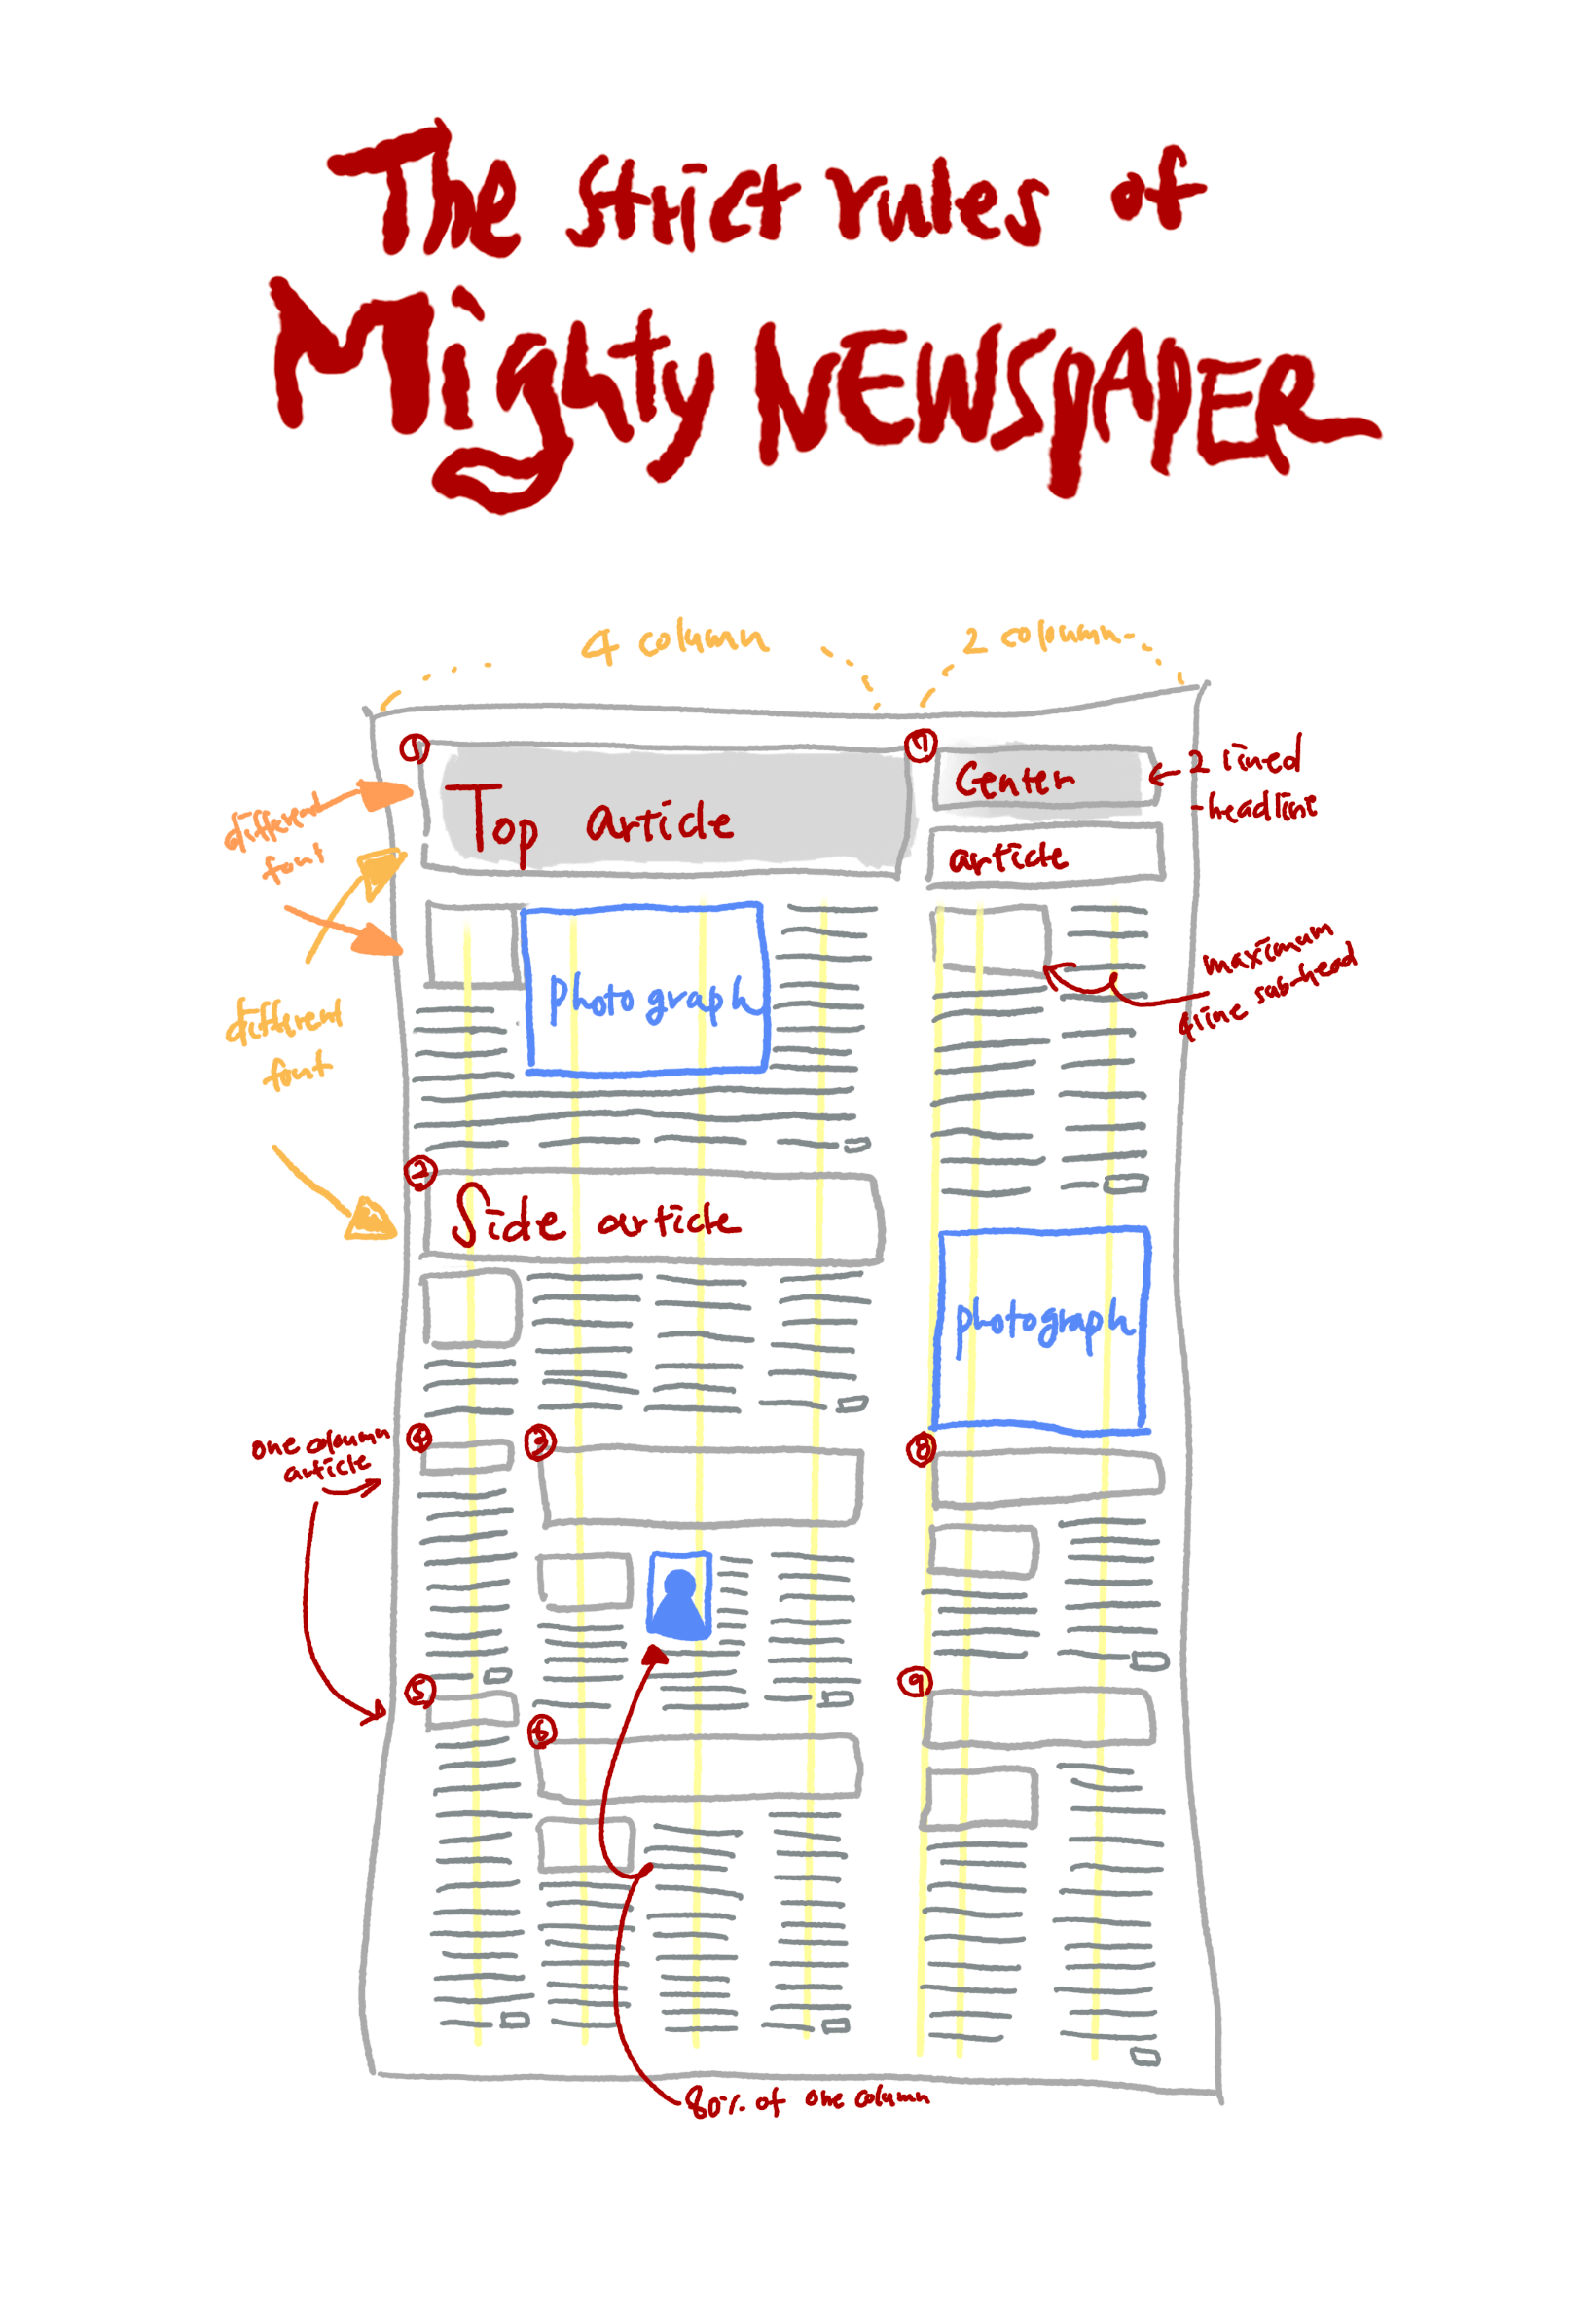 The strict rules of
Mighty NEWSPAPER
4 column
2 column
①
Top article
⑦
Center
article
2 lined
-headline
different
font
photograph
maximum
4line sub-head
different
font
②
Side article
photograph
one column
article
④
③
⑧
⑤
⑥
⑨
80% of one column